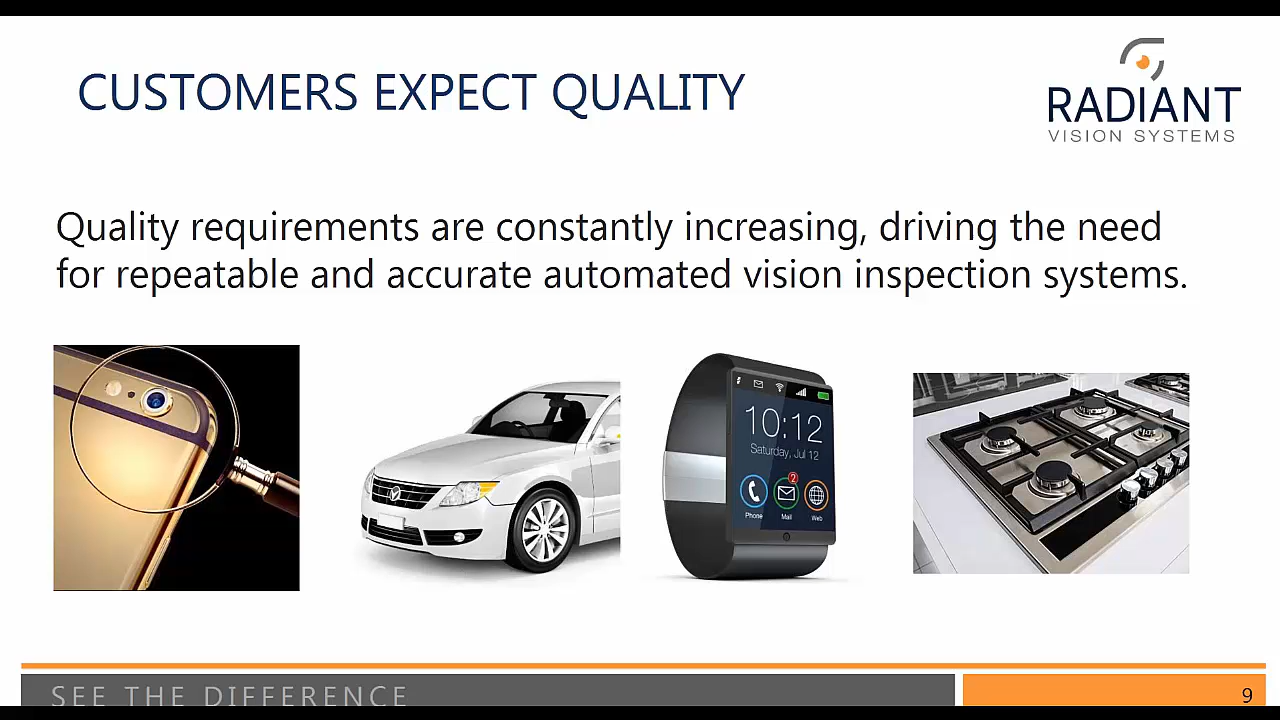 CUSTOMERS EXPECT QUALITY
RADIANT
VISION SYSTEMS
Quality requirements are constantly increasing, driving the need
for repeatable and accurate automated vision inspection systems.
10:12
Saturday, Jul 12
2
Phone
Mail
Web
SEE THE DIFFERENCE
9